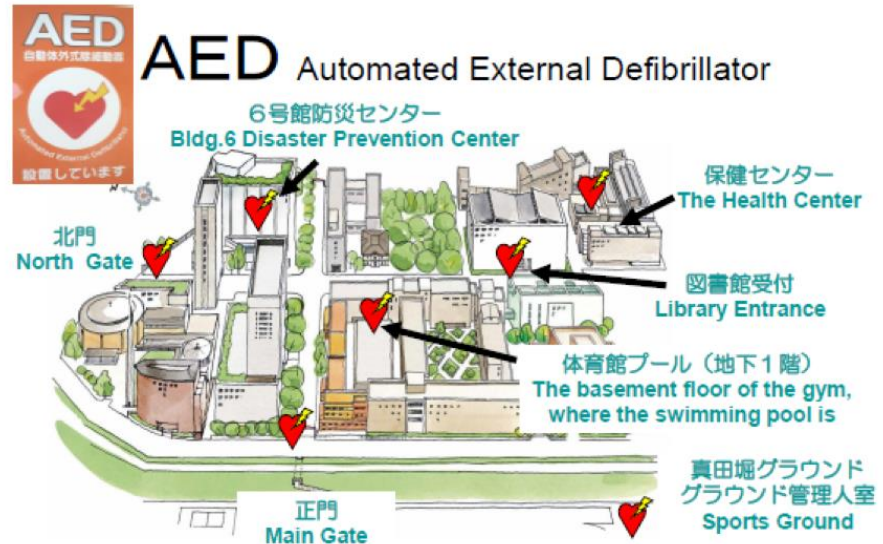 AED
自動体外式除細動器
Automated External Defibrillator
設置しています
AED Automated External Defibrillator
6号館防災センター
Bldg.6 Disaster Prevention Center
保健センター
The Health Center
北門
North Gate
図書館受付
Library Entrance
体育館プール（地下1階）
The basement floor of the gym,
where the swimming pool is
真田堀グラウンド
グラウンド管理人室
Sports Ground
正門
Main Gate